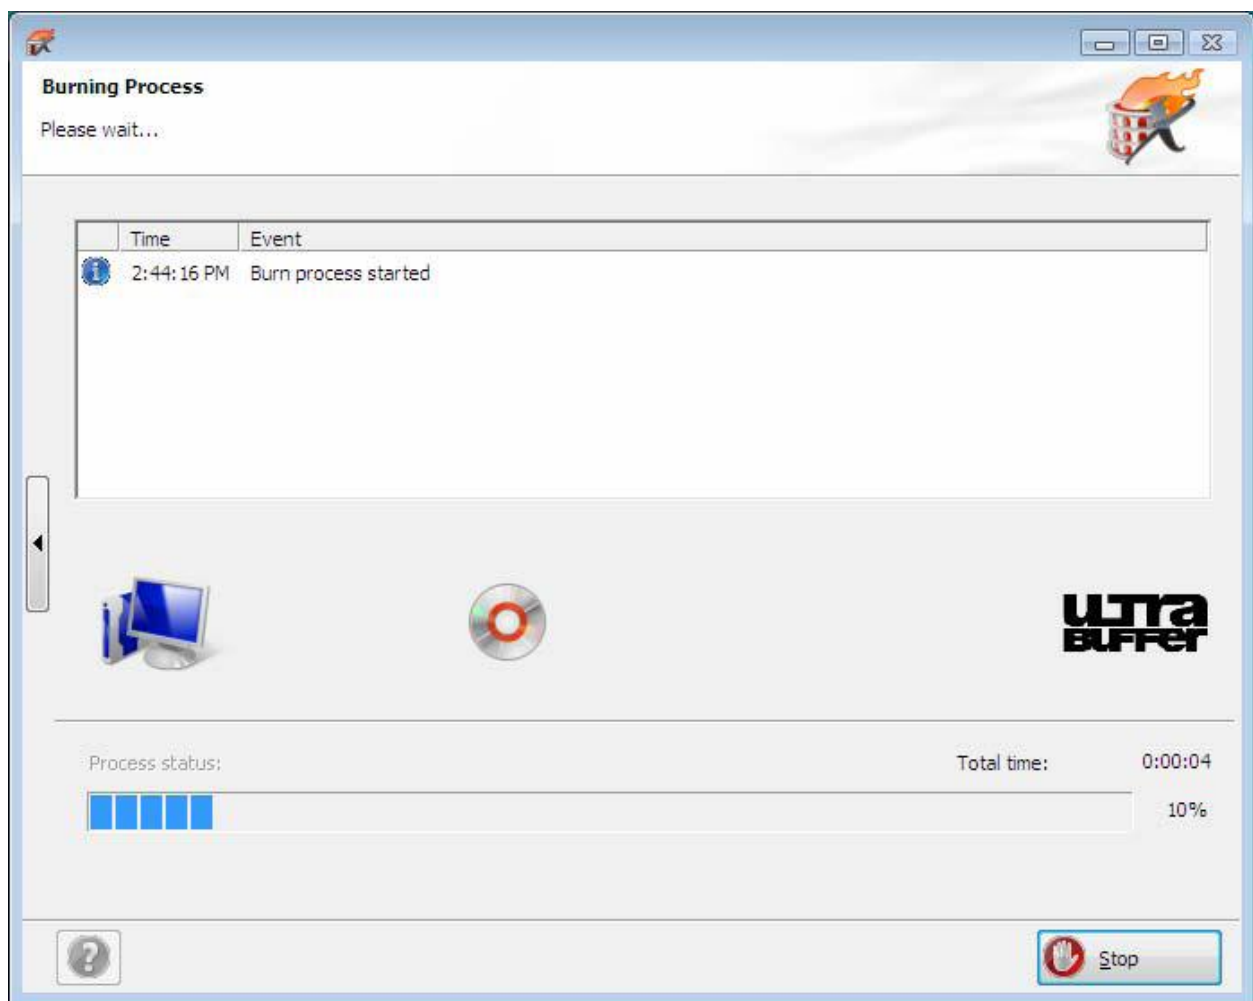 Burning Process
Please wait...
Time Event
2:44:16 PM Burn process started
ULTRA
BUFFER
Process status: Total time: 0:00:04
10%
Stop